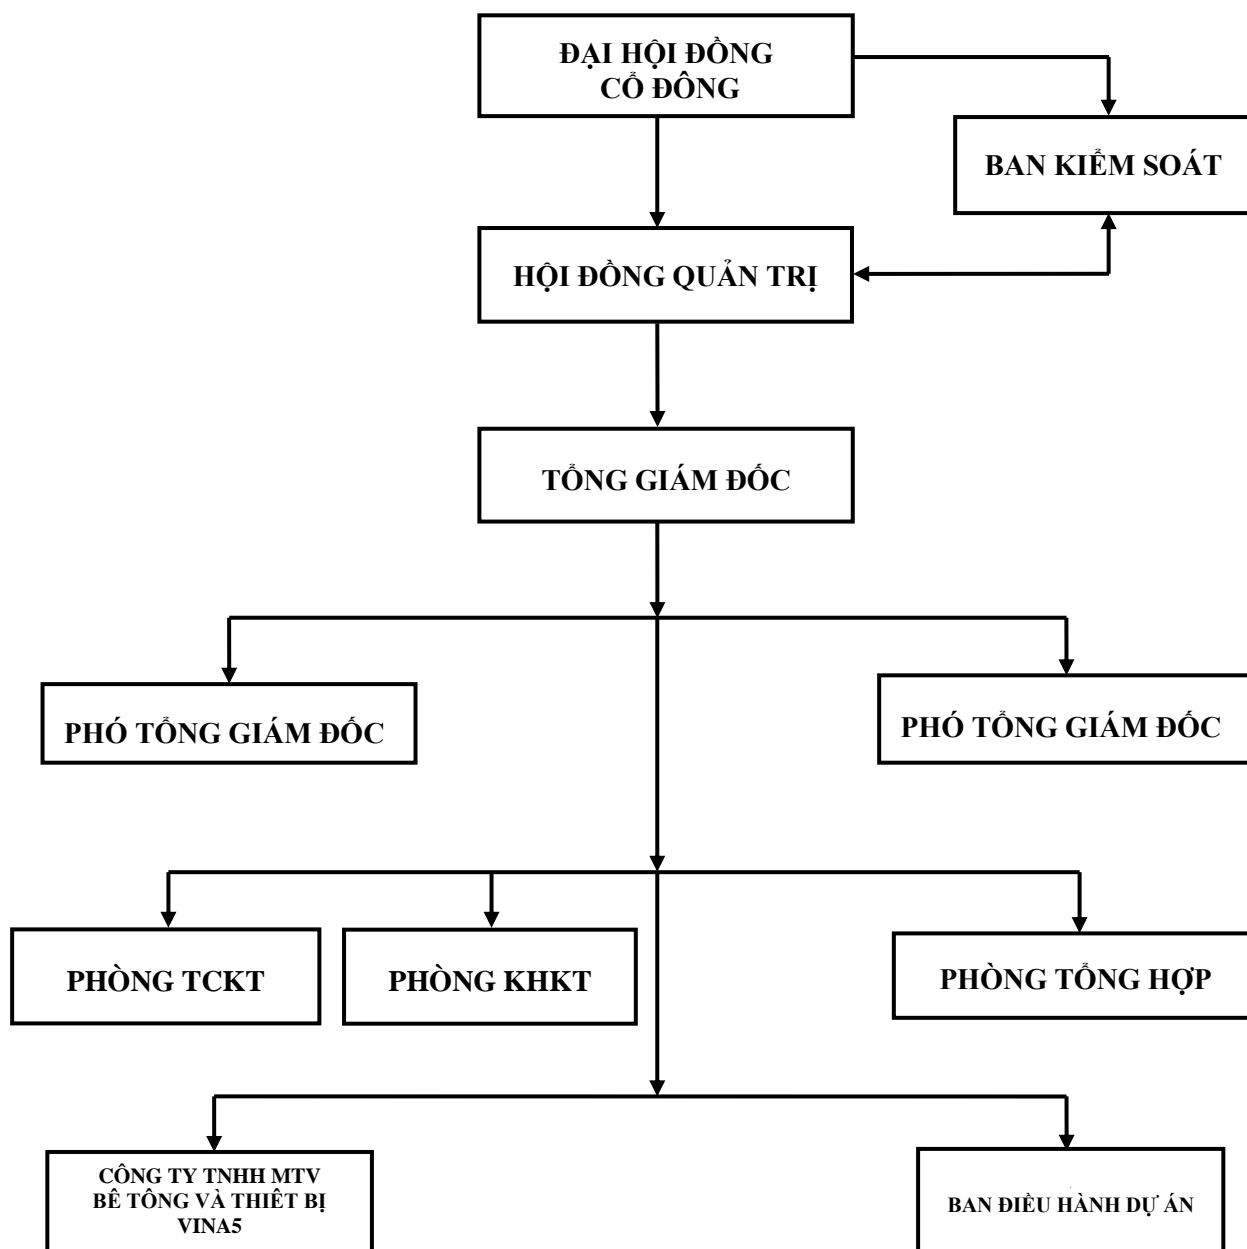 ĐẠI HỘI ĐỒNG
CỔ ĐÔNG
BAN KIỂM SOÁT
HỘI ĐỒNG QUẢN TRỊ
TỔNG GIÁM ĐỐC
PHÓ TỔNG GIÁM ĐỐC
PHÓ TỔNG GIÁM ĐỐC
PHÒNG TCKT
PHÒNG KHKT
PHÒNG TỔNG HỢP
CÔNG TY TNHH MTV
BÊ TÔNG VÀ THIÊT BỊ
VINA5
BAN ĐIỀU HÀNH DỰ ÁN